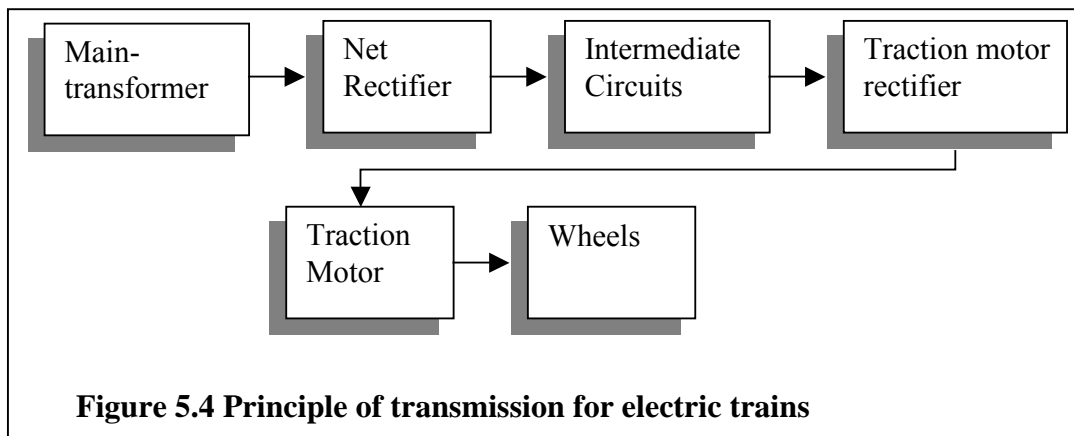 Main-
transformer
Net
Rectifier
Intermediate
Circuits
Traction motor
rectifier
Traction
Motor
Wheels
Figure 5.4 Principle of transmission for electric trains